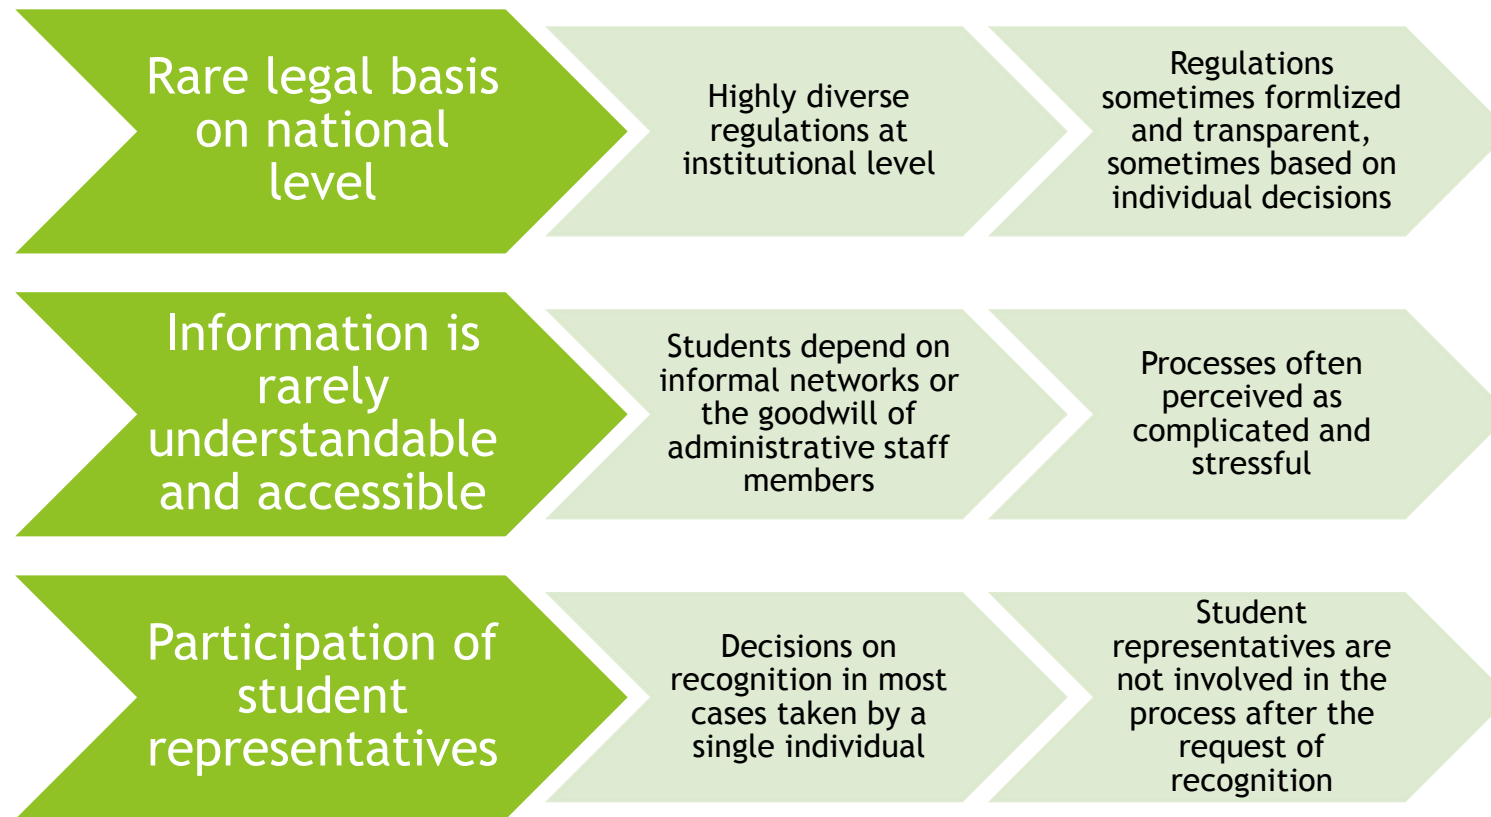 Rare legal basis
on national
level
Highly diverse
regulations at
institutional level
Regulations
sometimes formlized
and transparent,
sometimes based on
individual decisions
Information is
rarely
understandable
and accessible
Students depend on
informal networks or
the goodwill of
administrative staff
members
Processes often
perceived as
complicated and
stressful
Participation of
student
representatives
Decisions on
recognition in most
cases taken by a
single individual
Student
representatives are
not involved in the
process after the
request of
recognition